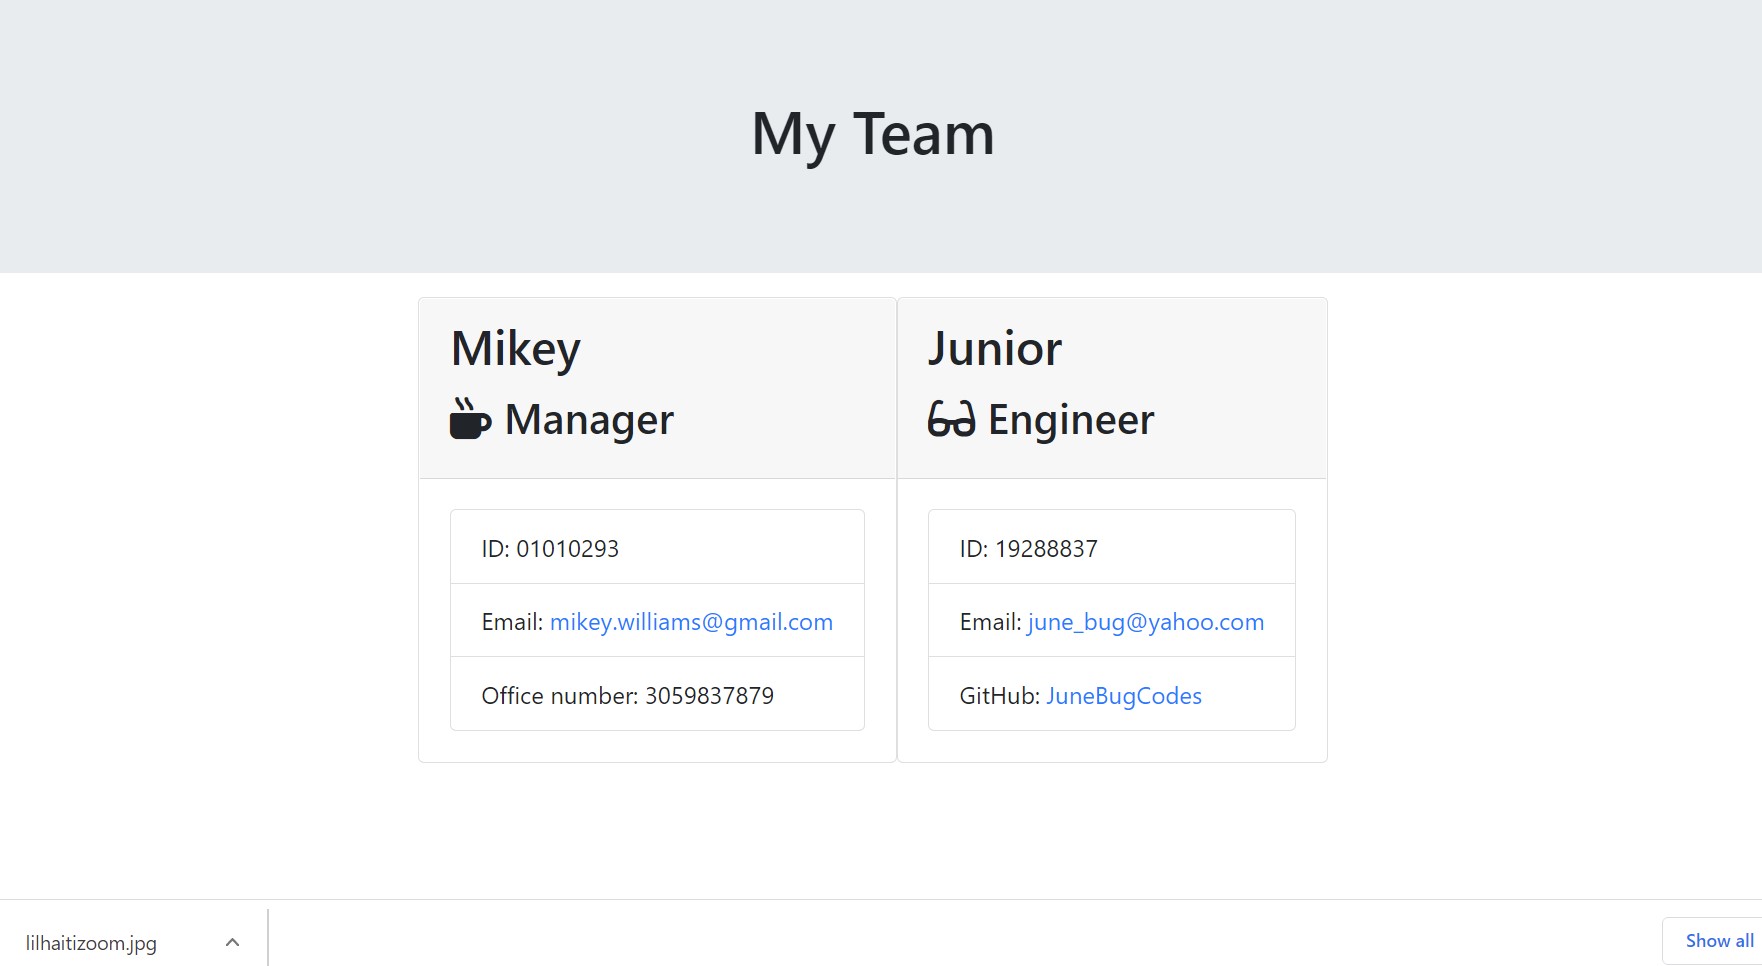 My Team
Mikey
Manager
ID: 01010293
Email: mikey.williams@gmail.com
Office number: 3059837879
Junior
Engineer
ID: 19288837
Email: june_bug@yahoo.com
GitHub: JuneBugCodes
lilhaitizoom.jpg
Show all